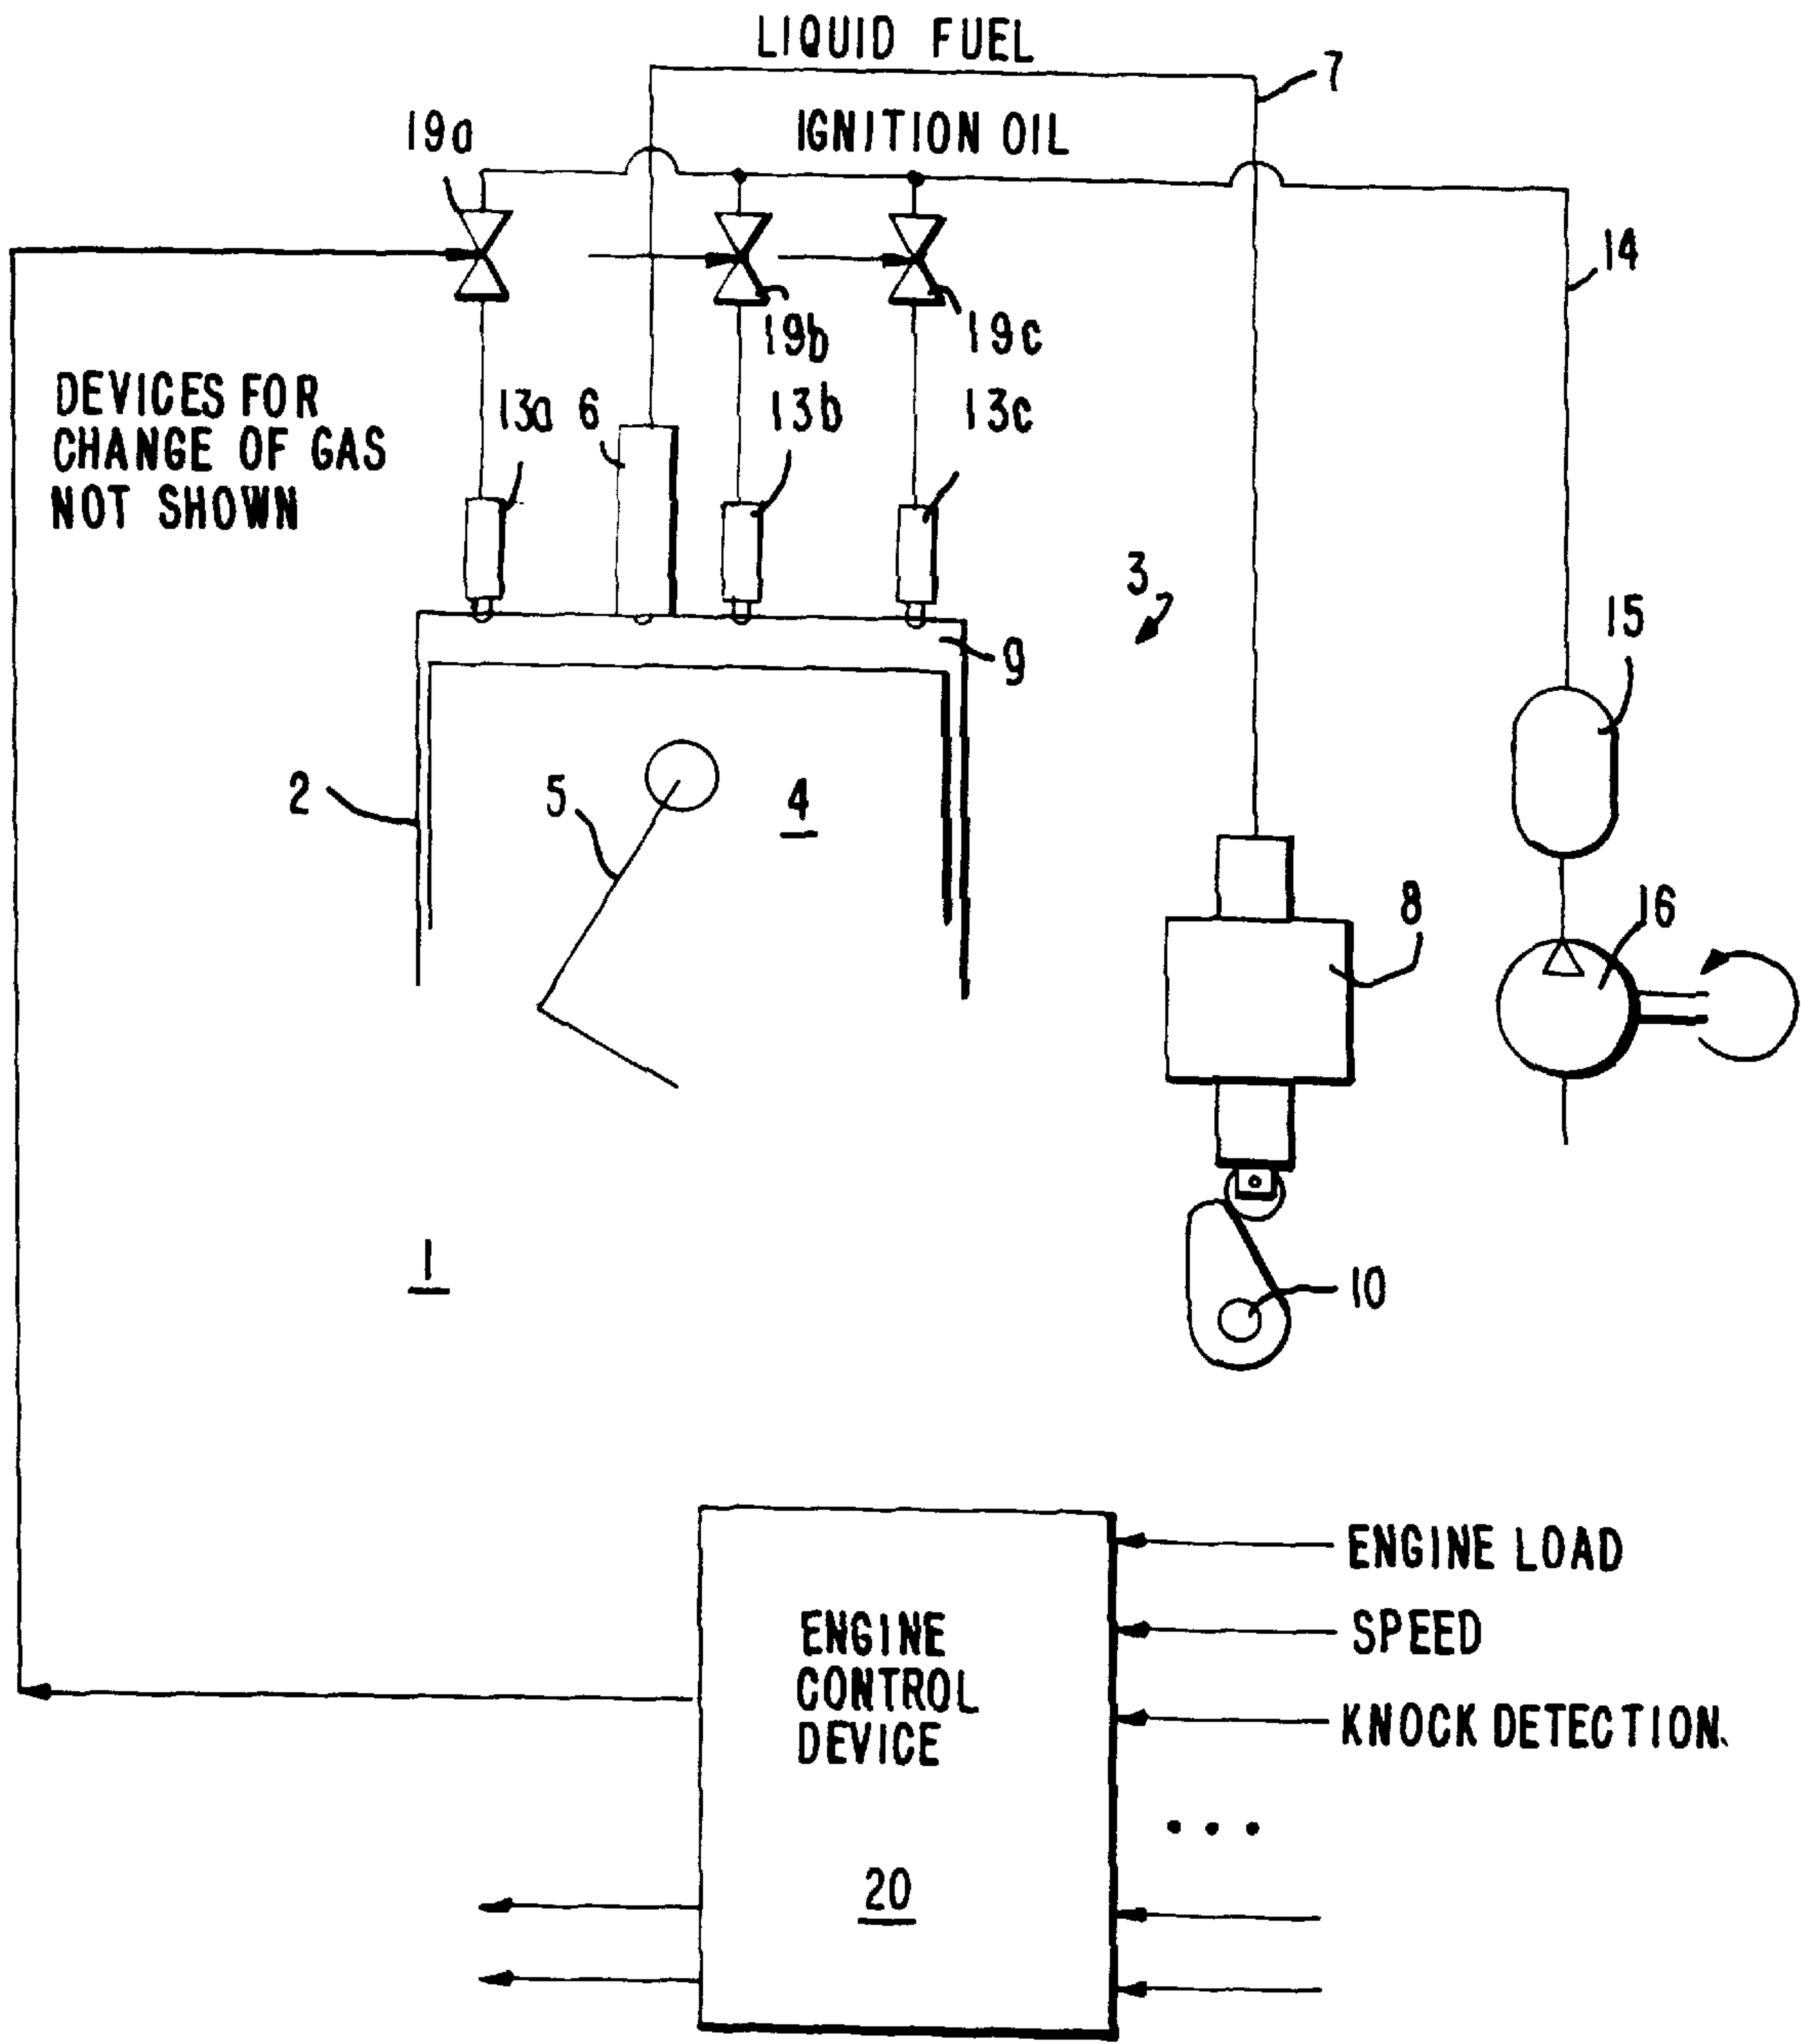 LIQUID FUEL
7
19a
IGNITION OIL
14
19b
19c
DEVICES FOR
CHANGE OF GAS
NOT SHOWN
13a
6
13b
13c
3
9
15
2
5
4
8
16
1
10
ENGINE LOAD
SPEED
KNOCK DETECTION.
ENGINE
CONTROL
DEVICE
...
20